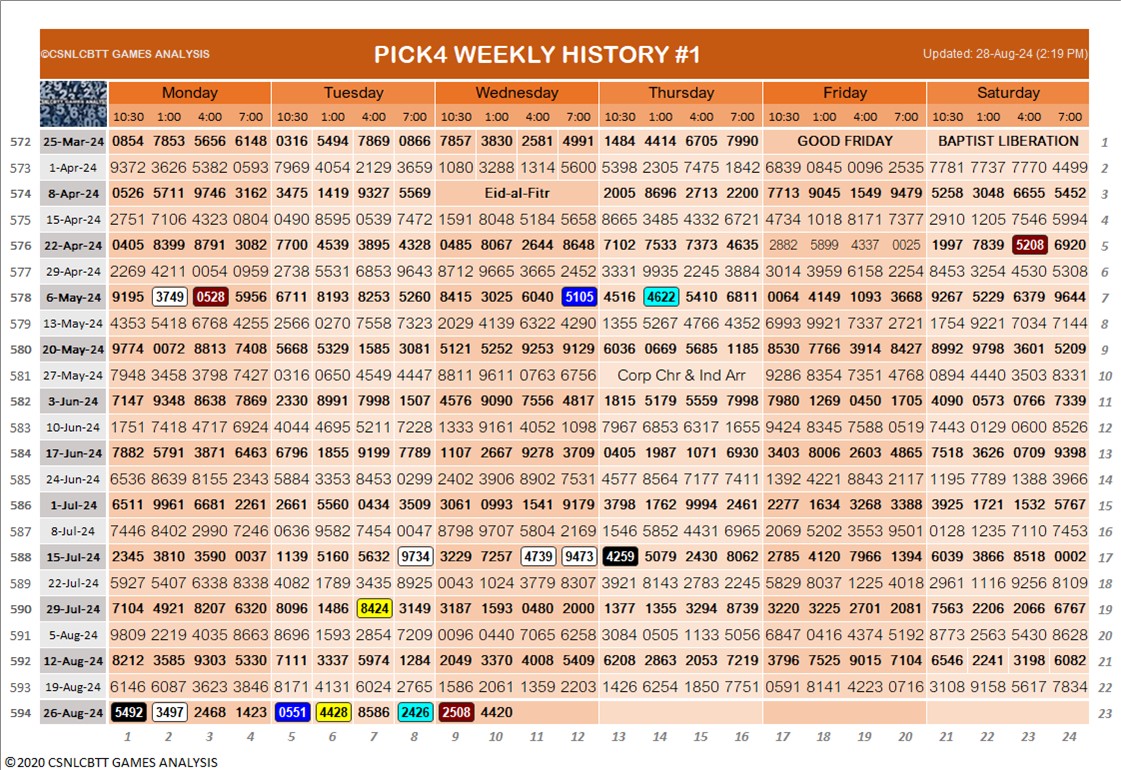 ©CSNLCBTT GAMES ANALYSIS PICK4 WEEKLY HISTORY #1 Updated: 28-Aug-24 (2:19 PM)
Monday Tuesday Wednesday Thursday Friday Saturday
10:30 1:00 4:00 7:00 10:30 1:00 4:00 7:00 10:30 1:00 4:00 7:00 10:30 1:00 4:00 7:00 10:30 1:00 4:00 7:00 10:30 1:00 4:00 7:00
572 25-Mar-24 0854 7853 5656 6148 0316 5494 7869 0866 7857 3830 2581 4991 1484 4414 6705 7990 GOOD FRIDAY BAPTIST LIBERATION 1
573 1-Apr-24 9372 3626 5382 0593 7969 4054 2129 3659 1080 3288 1314 5600 5398 2305 7475 1842 6839 0845 0096 2535 7781 7737 7770 4499 2
574 8-Apr-24 0526 5711 9746 3162 3475 1419 9327 5569 Eid-al-Fitr 2005 8696 2713 2200 7713 9045 1549 9479 5258 3048 6655 5452 3
575 15-Apr-24 2751 7106 4323 0804 0490 8595 0539 7472 1591 8048 5184 5658 8665 3485 4332 6721 4734 1018 8171 7377 2910 1205 7546 5994 4
576 22-Apr-24 0405 8399 8791 3082 7700 4539 3895 4328 0485 8067 2644 8648 7102 7533 7373 4635 2882 5899 4337 0025 1997 7839 5208 6920 5
577 29-Apr-24 2269 4211 0054 0959 2738 5531 6853 9643 8712 9665 3665 2452 3331 9935 2245 3884 3014 3959 6158 2254 8453 3254 4530 5308 6
578 6-May-24 9195 3749 0528 5956 6711 8193 8253 5260 8415 3025 6040 5105 4516 4622 5410 6811 0064 4149 1093 3668 9267 5229 6379 9644 7
579 13-May-24 4353 5418 6768 4255 2566 0270 7558 7323 2029 4139 6322 4290 1355 5267 4766 4352 6993 9921 7337 2721 1754 9221 7034 7144 8
580 20-May-24 9774 0072 8813 7408 5668 5329 1585 3081 5121 5252 9253 9129 6036 0669 5685 1185 8530 7766 3914 8427 8992 9798 3601 5209 9
581 27-May-24 7948 3458 3798 7427 0316 0650 4549 4447 8811 9611 0763 6756 Corp Chr & Ind Arr 9286 8354 7351 4768 0894 4440 3503 8331 10
582 3-Jun-24 7147 9348 8638 7869 2330 8991 7998 1507 4576 9090 7556 4817 1815 5179 5559 7998 7980 1269 0450 1705 4090 0573 0766 7339 11
583 10-Jun-24 1751 7418 4717 6924 4044 4695 5211 7228 1333 9161 4052 1098 7967 6853 6317 1655 9424 8345 7588 0519 7443 0129 0600 8526 12
584 17-Jun-24 7882 5791 3871 6463 6796 1855 9199 7789 1107 2667 9278 3709 0405 1987 1071 6930 3403 8006 2603 4865 7518 3626 0709 9398 13
585 24-Jun-24 6536 8639 8155 2343 5884 3353 8453 0299 2402 3906 8902 7531 4577 8564 7177 7411 1392 4221 8843 2117 1195 7789 1388 3966 14
586 1-Jul-24 6511 9961 6681 2261 2661 5560 0434 3509 3061 0993 1541 9179 3798 1762 9994 2461 2277 1634 3268 3388 3925 1721 1532 5767 15
587 8-Jul-24 7446 8402 2990 7246 0636 9582 7454 0047 8798 9707 5804 2169 1546 5852 4431 6965 2069 5202 3553 9501 0128 1235 7110 7453 16
588 15-Jul-24 2345 3810 3590 0037 1139 5160 5632 9734 3229 7257 4739 9473 4259 5079 2430 8062 2785 4120 7966 1394 6039 3866 8518 0002 17
589 22-Jul-24 5927 5407 6338 8338 4082 1789 3435 8925 0043 1024 3779 8307 3921 8143 2783 2245 5829 8037 1225 4018 2961 1116 9256 8109 18
590 29-Jul-24 7104 4921 8207 6320 8096 1486 8424 3149 3187 1593 0480 2000 1377 1355 3294 8739 3220 3225 2701 2081 7563 2206 2066 6767 19
591 5-Aug-24 9809 2219 4035 8663 8696 1593 2854 7209 0096 0440 7065 6258 3084 0505 1133 5056 6847 0416 4374 5192 8773 2563 5430 8628 20
592 12-Aug-24 8212 3585 9303 5330 7111 3337 5974 1284 2049 3370 4008 5409 6208 2863 2053 7219 3796 7525 9015 7104 6546 2241 3198 6082 21
593 19-Aug-24 6146 6087 3623 3846 8171 4131 6024 2765 1586 2061 1359 2203 1426 6254 1850 7751 0591 8141 4223 0716 3108 9158 5617 7834 22
594 26-Aug-24 5492 3497 2468 1423 0551 4428 8586 2426 2508 4420 23
1 2 3 4 5 6 7 8 9 10 11 12 13 14 15 16 17 18 19 20 21 22 23 24
©2020 CSNLCBTT GAMES ANALYSIS